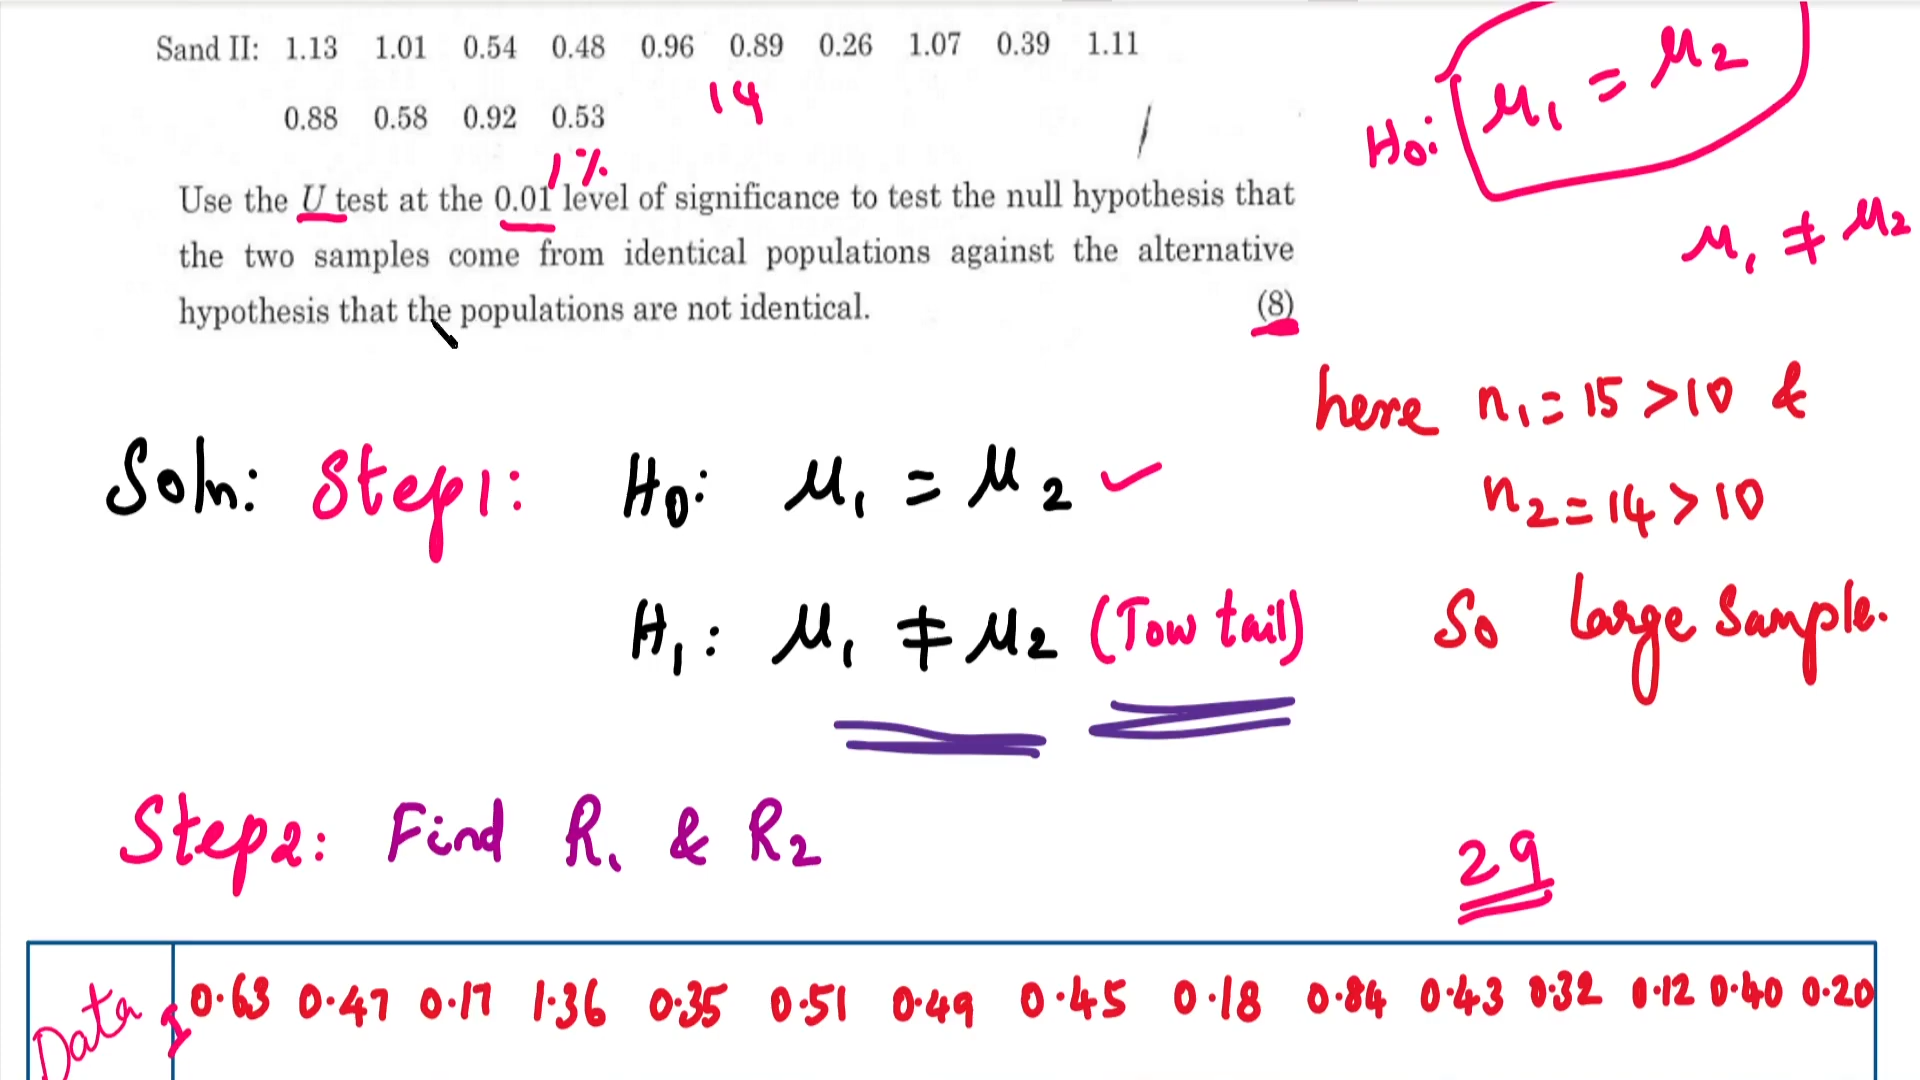 Sand II: 1.13 1.01 0.54 0.48 0.96 0.89 0.26 1.07 0.39 1.11
0.88 0.58 0.92 0.53
14
1%
Use the U test at the 0.01 level of significance to test the null hypothesis that
the two samples come from identical populations against the alternative
hypothesis that the populations are not identical. (8)
H0: μ1 = μ2
μ1 ≠ μ2
here n1 = 15 > 10 &
n2 = 14 > 10
So large Sample.
Soln: Step1: H0: μ1 = μ2 ✓
H1: μ1 ≠ μ2 (Tow tail)
Step2: Find R1 & R2
29
Data I 0.63 0.47 0.17 1.36 0.35 0.51 0.49 0.45 0.18 0.84 0.43 0.32 0.12 0.40 0.20